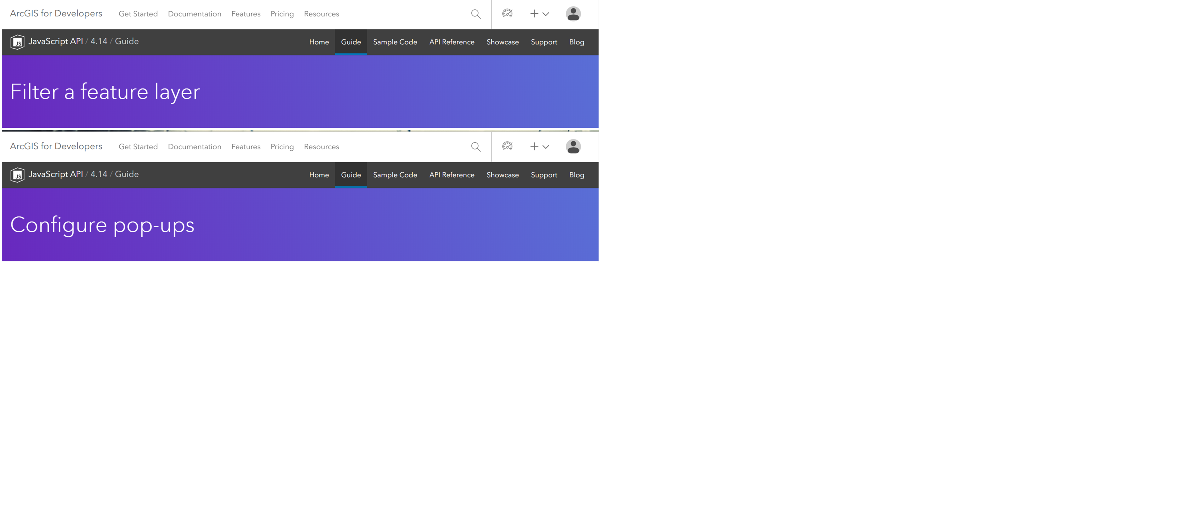 ArcGIS for Developers Get Started Documentation Features Pricing Resources
JavaScript API / 4.14 / Guide Home Guide Sample Code API Reference Showcase Support Blog
Filter a feature layer
ArcGIS for Developers Get Started Documentation Features Pricing Resources
JavaScript API / 4.14 / Guide Home Guide Sample Code API Reference Showcase Support Blog
Configure pop-ups